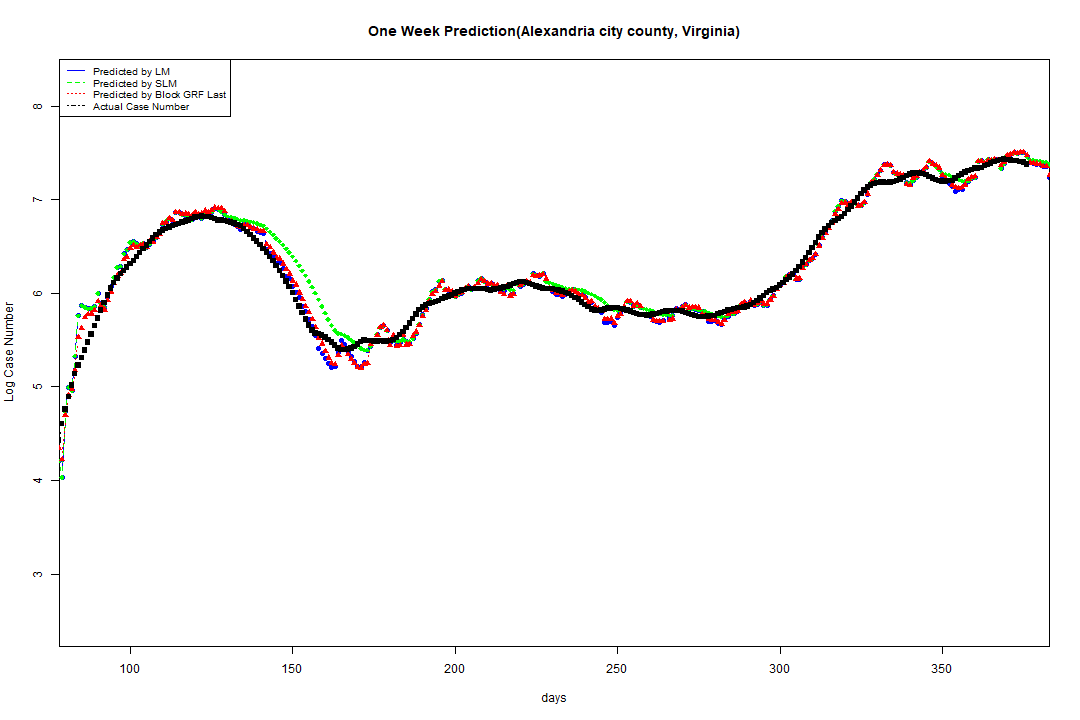 One Week Prediction(Alexandria city county, Virginia)
Predicted by LM
Predicted by SLM
Predicted by Block GRF Last
Actual Case Number
8
7
6
5
4
3
Log Case Number
100 150 200 250 300 350
days